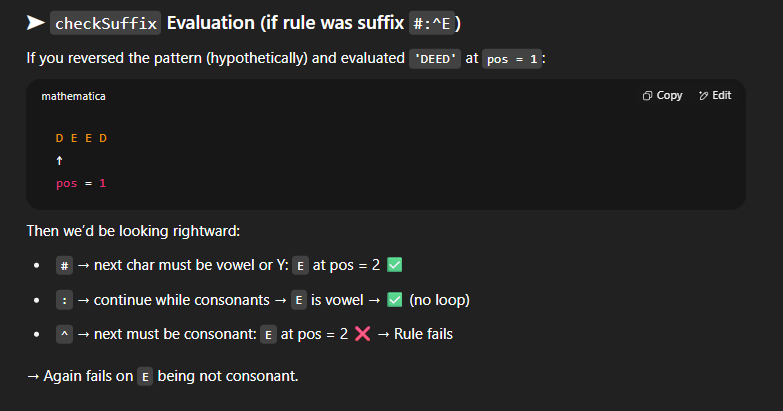 ➤ checkSuffix Evaluation (if rule was suffix #:^E)
If you reversed the pattern (hypothetically) and evaluated 'DEED' at pos = 1:
mathematica
Copy Edit
D E E D
↑
pos = 1
Then we'd be looking rightward:
• # → next char must be vowel or Y: E at pos = 2 ✅
• : → continue while consonants → E is vowel → ✅ (no loop)
• ^ → next must be consonant: E at pos = 2 ❌ → Rule fails
→ Again fails on E being not consonant.